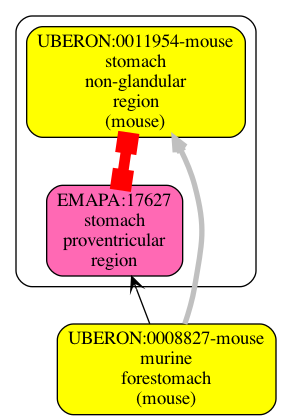 UBERON:0011954-mouse
stomach
non-glandular
region
(mouse)
EMAPA:17627
stomach
proventricular
region
UBERON:0008827-mouse
murine
forestomach
(mouse)